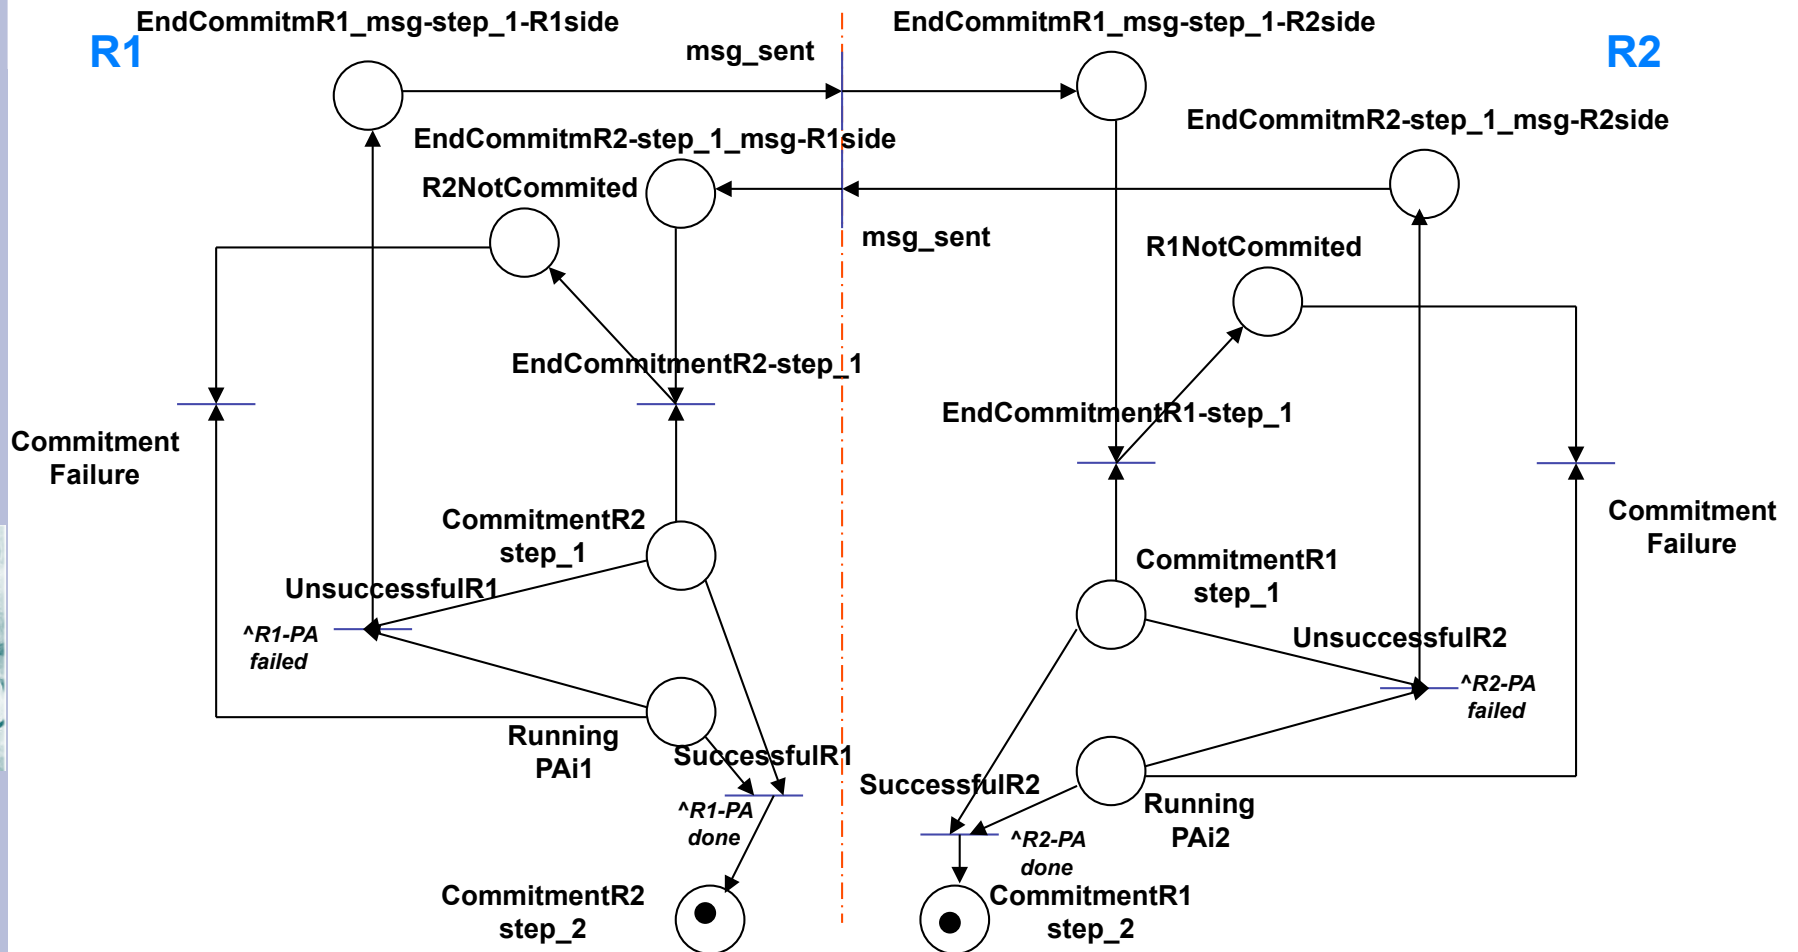 EndCommitmR1_msg-step_1-R1side
EndCommitmR1_msg-step_1-R2side
R1
msg_sent
R2
EndCommitmR2-step_1_msg-R2side
EndCommitmR2-step_1_msg-R1side
R2NotCommited
msg_sent
R1NotCommited
EndCommitmentR2-step_1
EndCommitmentR1-step_1
Commitment
Failure
CommitmentR2
step_1
Commitment
Failure
CommitmentR1
step_1
UnsuccessfulR1
^R1-PA
failed
UnsuccessfulR2
^R2-PA
failed
Running
PAi1
SuccessfulR1
^R1-PA
done
SuccessfulR2
Running
PAi2
^R2-PA
done
CommitmentR2
step_2
CommitmentR1
step_2